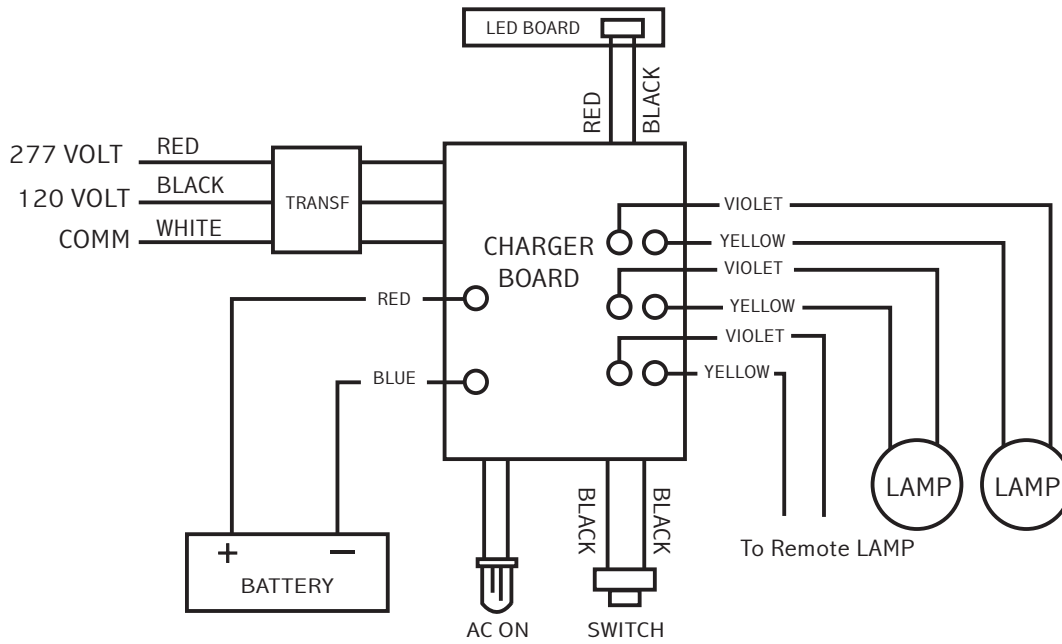 LED BOARD
RED
BLACK
277 VOLT
RED
120 VOLT
BLACK
COMM
WHITE
TRANSF
CHARGER
BOARD
VIOLET
YELLOW
VIOLET
YELLOW
VIOLET
YELLOW
RED
BLUE
+
−
BATTERY
AC ON
BLACK
BLACK
SWITCH
To Remote LAMP
LAMP
LAMP